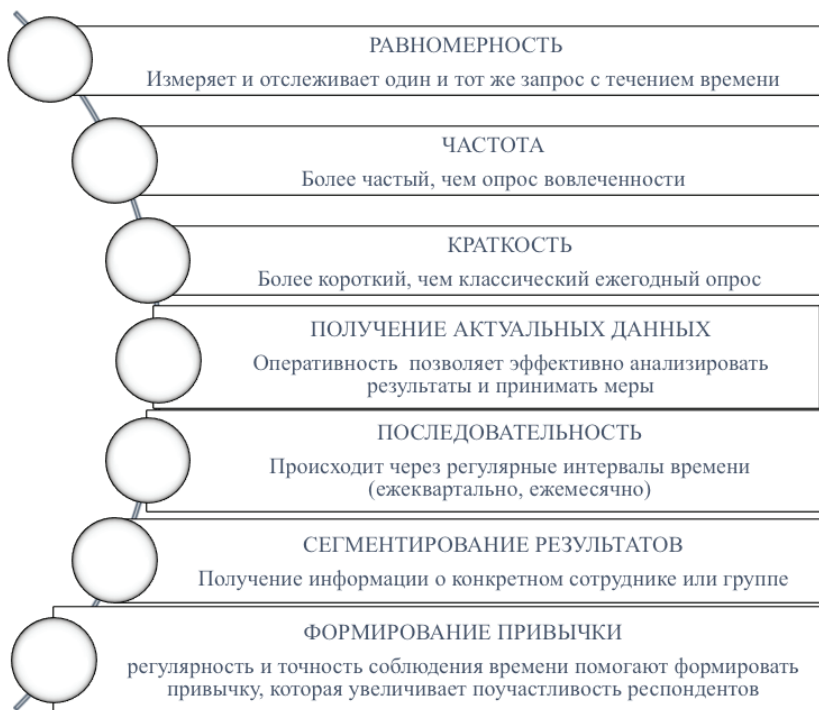 РАВНОМЕРНОСТЬ
Измеряет и отслеживает один и тот же запрос с течением времени
ЧАСТОТА
Более частый, чем опрос вовлеченности
КРАТКОСТЬ
Более короткий, чем классический ежегодный опрос
ПОЛУЧЕНИЕ АКТУАЛЬНЫХ ДАННЫХ
Оперативность позволяет эффективно анализировать
результаты и принимать меры
ПОСЛЕДОВАТЕЛЬНОСТЬ
Происходит через регулярные интервалы времени
(ежеквартально, ежемесячно)
СЕГМЕНТИРОВАНИЕ РЕЗУЛЬТАТОВ
Получение информации о конкретном сотруднике или группе
ФОРМИРОВАНИЕ ПРИВЫЧКИ
регулярность и точность соблюдения времени помогают формировать
привычку, которая увеличивает поучастливость респондентов